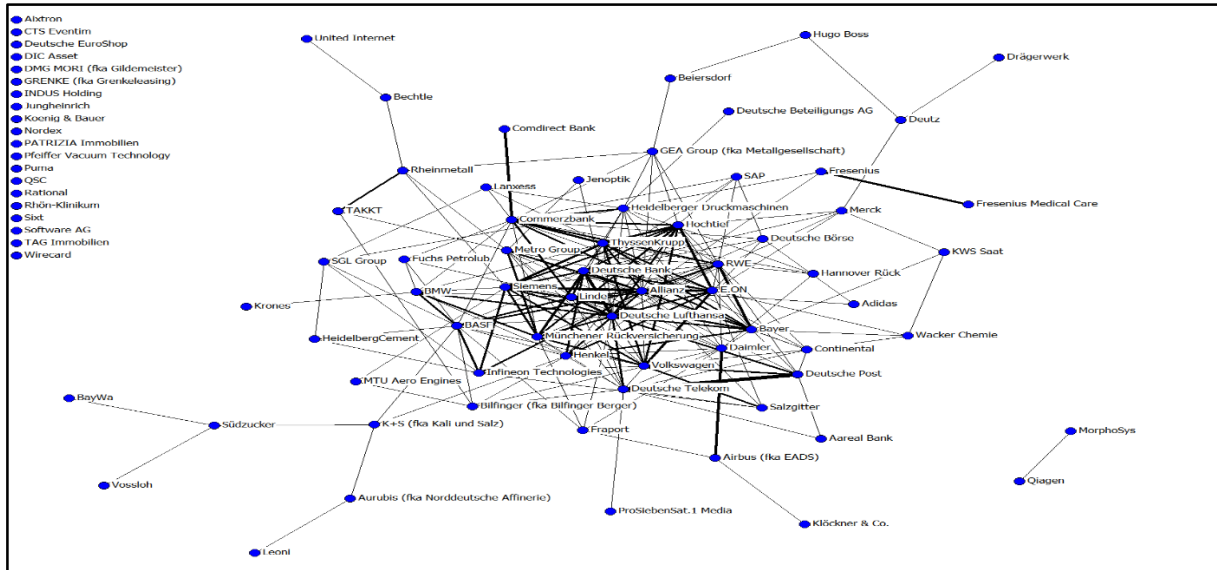 Aixtron
CTS Eventim
Deutsche EuroShop
DIC Asset
DMG MORI (fka Gildemeister)
GRENKE (fka Grenkeleasing)
INDUS Holding
Jungheinrich
Koenig & Bauer
Nordex
PATRIZIA Immobilien
Pfeiffer Vacuum Technology
Puma
QSC
Rational
Rhön-Klinikum
Sixt
Software AG
TAG Immobilien
Wirecard
United Internet
Hugo Boss
Drägerwerk
Beiersdorf
Bechtle
Deutsche Beteiligungs AG
Deutz
Comdirect Bank
GEA Group (fka Metallgesellschaft)
Rheinmetall
Fresenius
Jenoptik
SAP
Lanxess
Fresenius Medical Care
TAKKT
Heidelberger Druckmaschinen
Merck
Commerzbank
Hochtief
Deutsche Börse
ThyssenKrupp
Metro Group
KWS Saat
SGL Group
Fuchs Petrolub
RWE
Deutsche Bank
Hannover Rück
Siemens
BMW
Linde
Allianz
E.ON
Krones
Adidas
Deutsche Lufthansa
BASF
Bayer
Münchener Rückversicherung
Wacker Chemie
HeidelbergCement
Daimler
Continental
Henkel
Volkswagen
Infineon Technologies
Deutsche Post
MTU Aero Engines
Deutsche Telekom
BayWa
Bilfinger (fka Bilfinger Berger)
Salzgitter
Südzucker
K+S (fka Kali und Salz)
Fraport
Aareal Bank
MorphoSys
Airbus (fka EADS)
Vossloh
Qiagen
Aurubis (fka Norddeutsche Affinerie)
ProSiebenSat.1 Media
Klöckner & Co.
Leoni